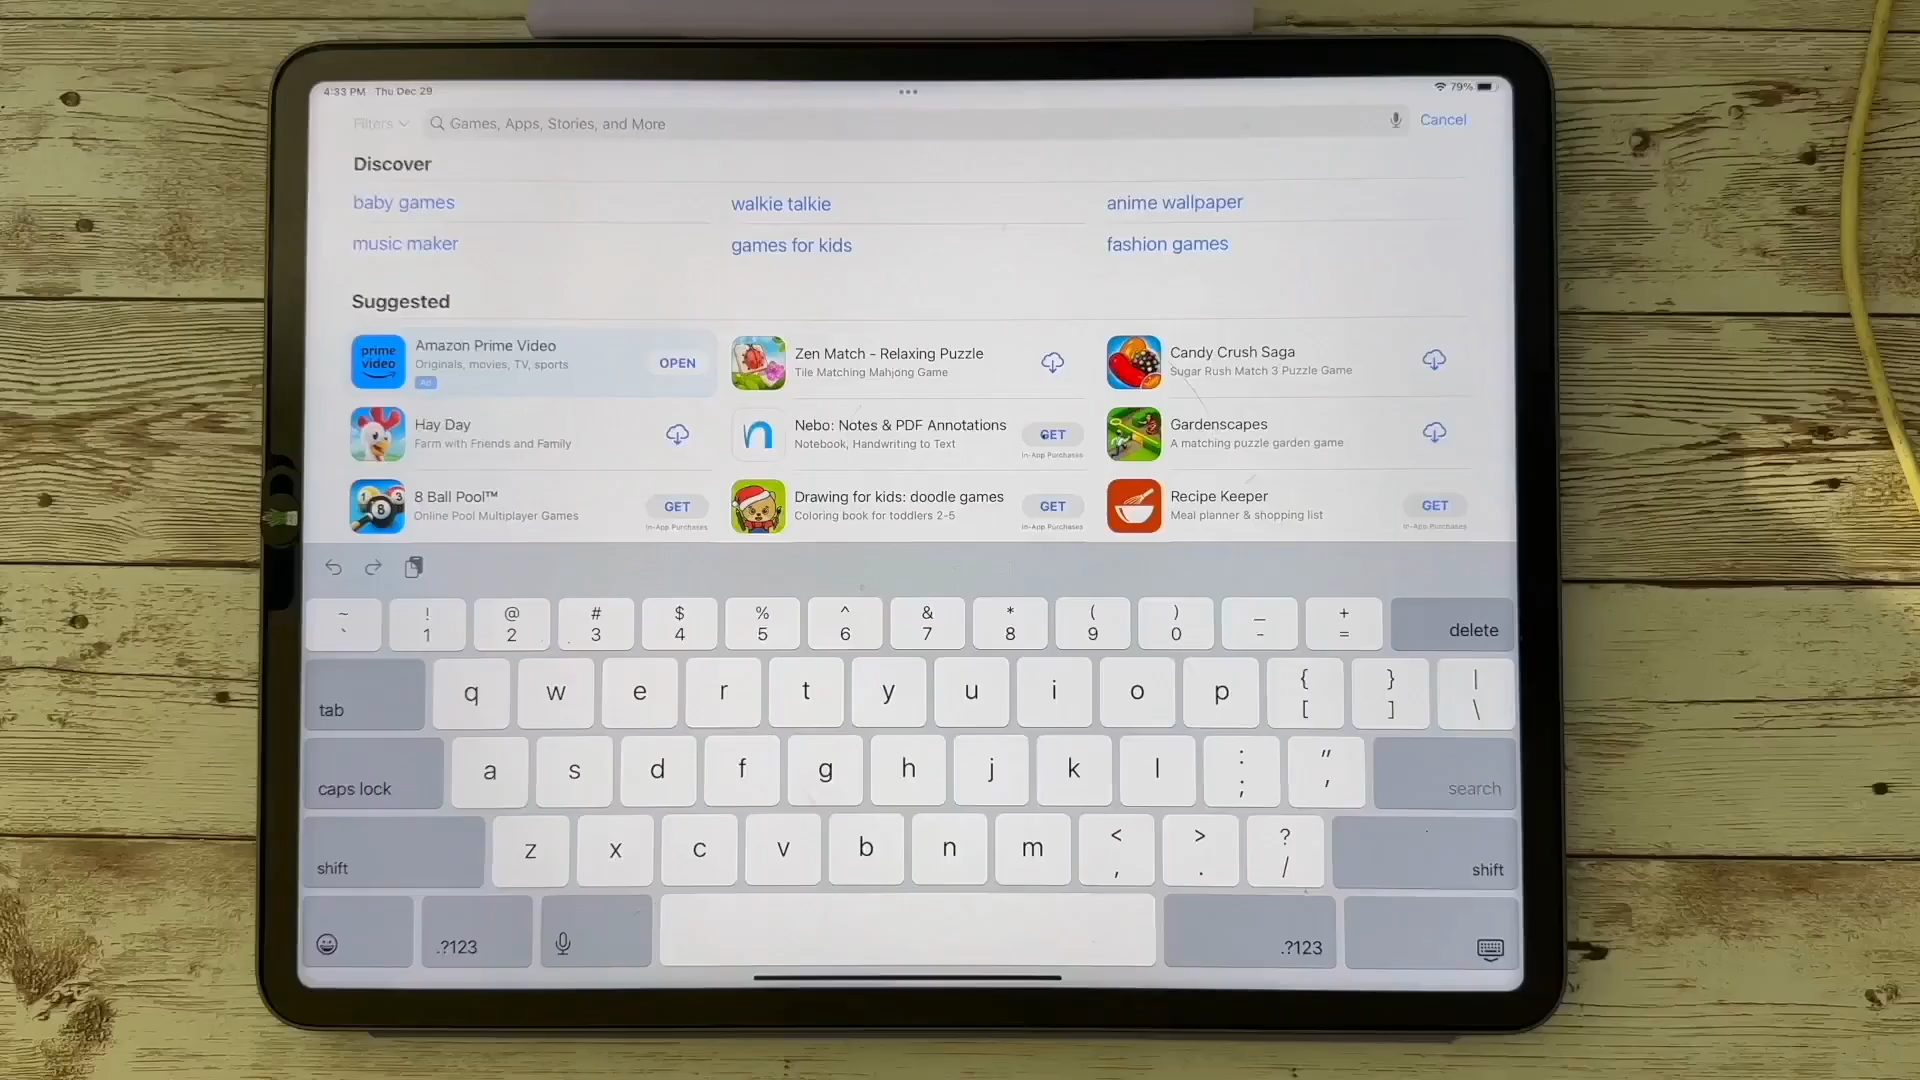 4:33 PM Thu Dec 29
79%
Filters
Games, Apps, Stories, and More
Cancel
Discover
baby games
walkie talkie
anime wallpaper
music maker
games for kids
fashion games
Suggested
prime video
Amazon Prime Video
Originals, movies, TV, sports
Ad
OPEN
Zen Match - Relaxing Puzzle
Tile Matching Mahjong Game
Candy Crush Saga
Sugar Rush Match 3 Puzzle Game
Hay Day
Farm with Friends and Family
n
Nebo: Notes & PDF Annotations
Notebook, Handwriting to Text
GET
In-App Purchases
Gardenscapes
A matching puzzle garden game
1 3
8
8 Ball Pool™
Online Pool Multiplayer Games
GET
In-App Purchases
Drawing for kids: doodle games
Coloring book for toddlers 2-5
GET
In-App Purchases
Recipe Keeper
Meal planner & shopping list
GET
In-App Purchases
~ ! @ # $ % ^ & * ( ) _ +
` 1 2 3 4 5 6 7 8 9 0 - = delete
tab q w e r t y u i o p { [ } ] | \
caps lock a s d f g h j k l : ; " ' search
shift z x c v b n m < , > . ? / shift
.?123 .?123